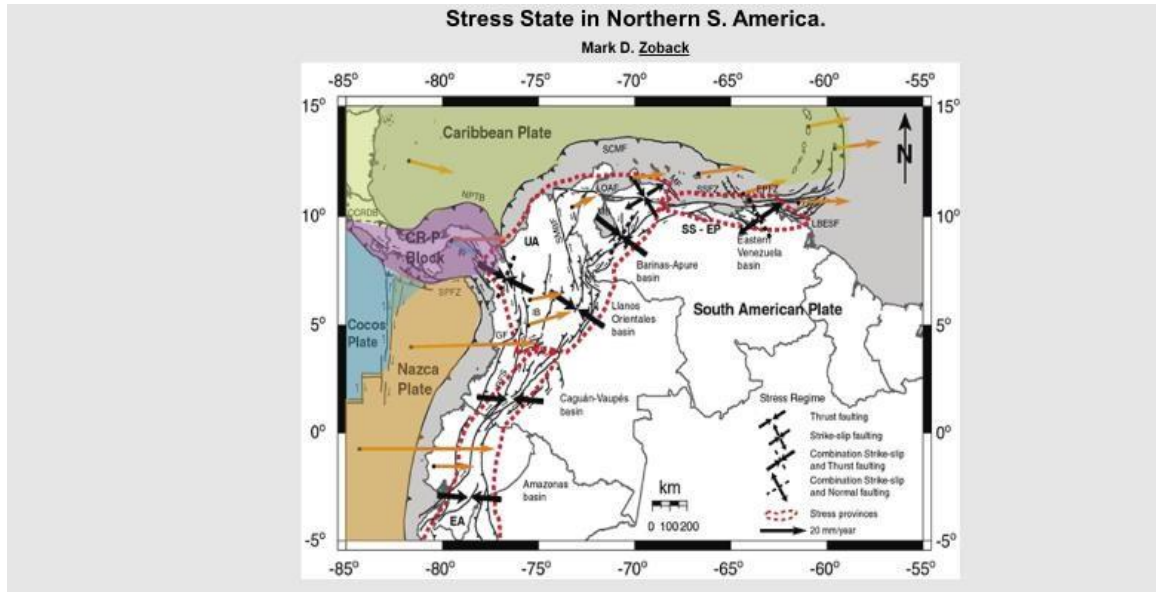 Stress State in Northern S. America.
Mark D. Zoback
-85° -80° -75° -70° -65° -60° -55°
15° 15°
Caribbean Plate
N
SCMF
NPTB
LOAF
10° 10°
CR-P
Block
UA
SS - EP
LBESF
Eastern
Venezuela
basin
Barinas-Apure
basin
SPFZ
South American Plate
Llanos
Orientales
basin
IB
5° 5°
GF
Cocos
Plate
Nazca
Plate
Caguán-Vaupés
basin
Stress Regime
Thrust faulting
Strike-slip faulting
0° 0°
Combination Strike-slip
and Thurst faulting
Combination Strike-slip
and Normal faulting
km
0 100200
Amazonas
basin
Stress provinces
20 mm/year
EA
-5° -5°
-85° -80° -75° -70° -65° -60° -55°